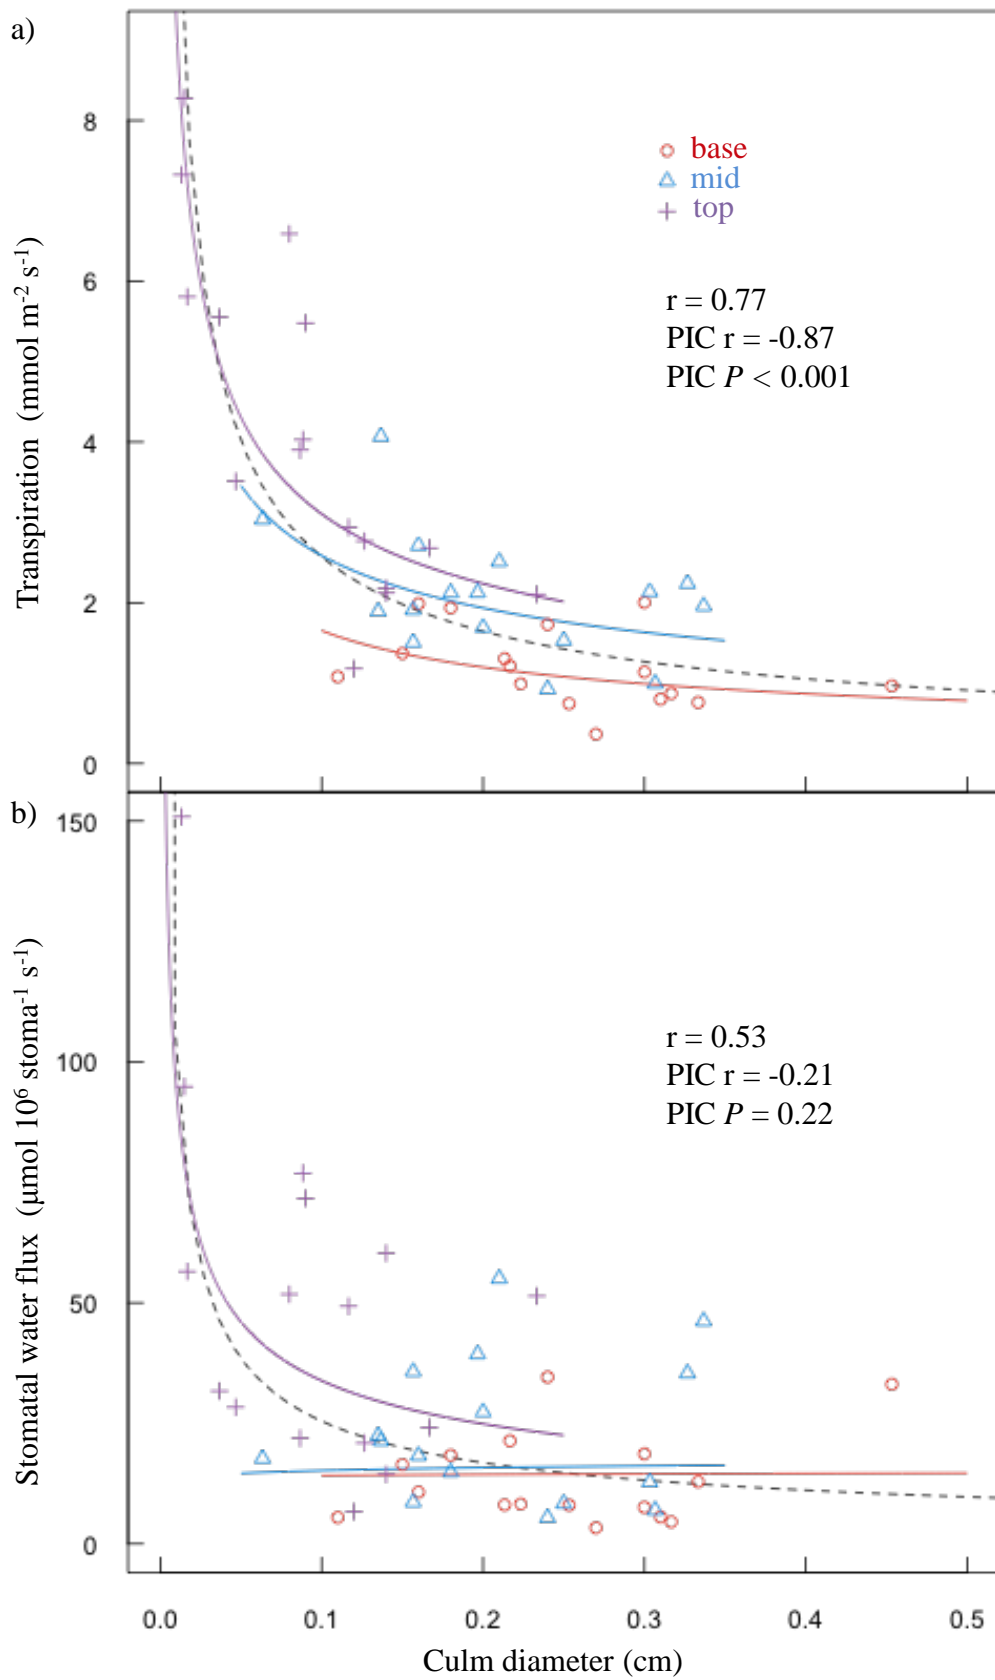 a)
8
6
4
2
0
Transpiration (mmol m⁻² s⁻¹)
base
mid
top
r = 0.77
PIC r = -0.87
PIC P < 0.001
b)
150
100
50
0
Stomatal water flux (μmol 10⁶ stoma⁻¹ s⁻¹)
r = 0.53
PIC r = -0.21
PIC P = 0.22
0.0 0.1 0.2 0.3 0.4 0.5
Culm diameter (cm)